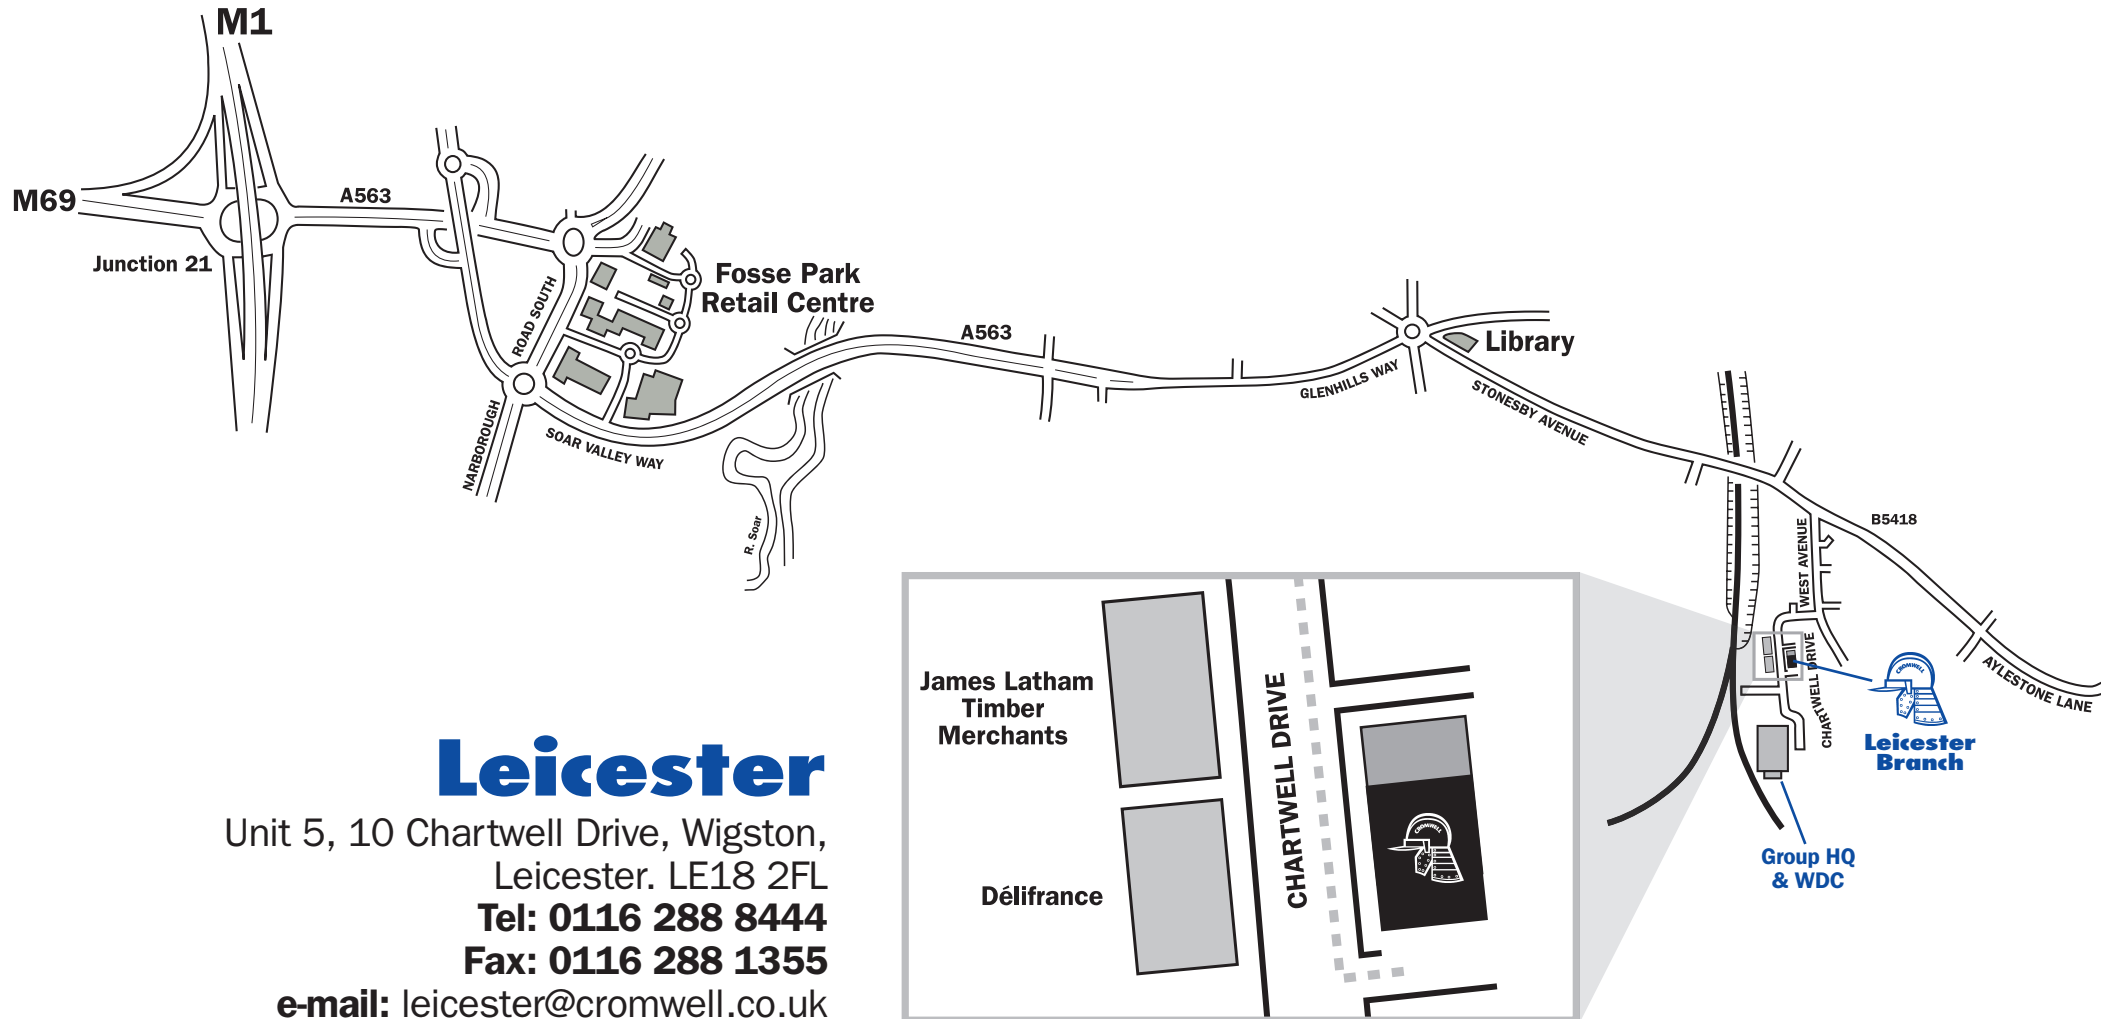 M1
M69
A563
Junction 21
ROAD SOUTH
Fosse Park
Retail Centre
NARBOROUGH
SOAR VALLEY WAY
R. Soar
A563
GLENHILLS WAY
Library
STONESBY AVENUE
B5418
WEST AVENUE
CHARTWELL DRIVE
AYLESTONE LANE
CROMWELL
Leicester
Branch
Group HQ
& WDC
James Latham
Timber
Merchants
CHARTWELL DRIVE
CROMWELL
Délifrance
Leicester
Unit 5, 10 Chartwell Drive, Wigston,
Leicester. LE18 2FL
Tel: 0116 288 8444
Fax: 0116 288 1355
e-mail: leicester@cromwell.co.uk